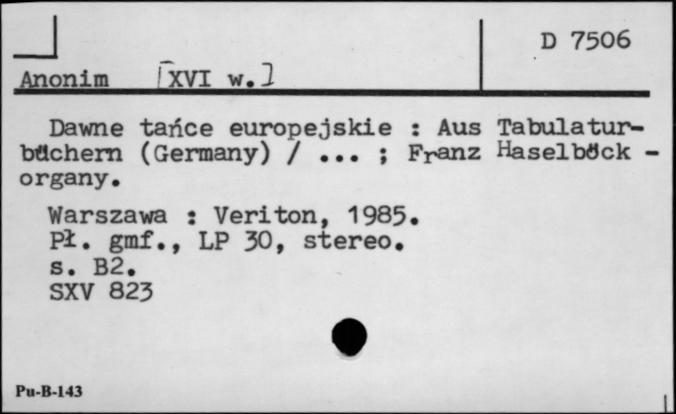 D 7506
Anonim [XVI w.]
Dawne tańce europejskie : Aus Tabulatur-
büchern (Germany) / ... ; Franz Haselböck -
organy.
Warszawa : Veriton, 1985.
Pł. gmf., LP 30, stereo.
s. B2.
SXV 823
Pu-B-143